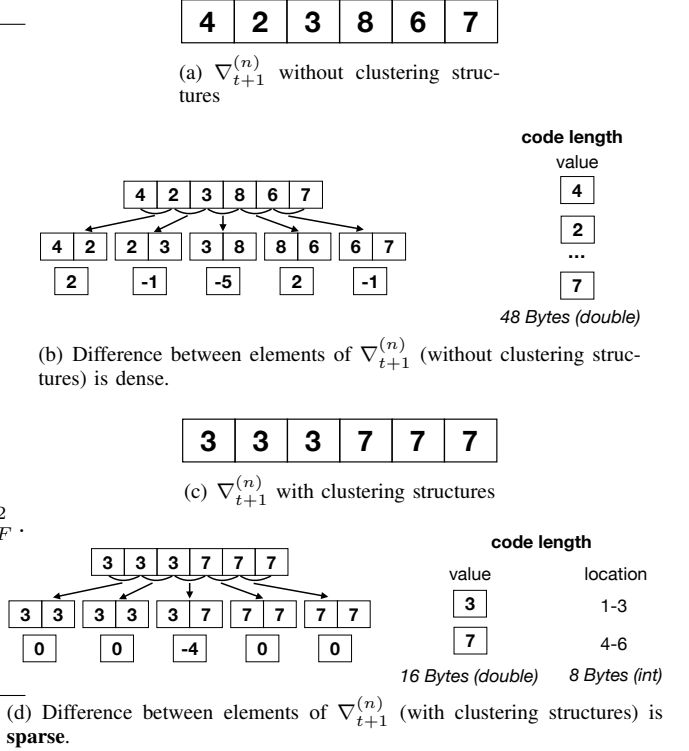 4 2 3 8 6 7
(a) ∇_{t+1}^{(n)} without clustering struc-
tures
code length
value
4
2
...
7
48 Bytes (double)
4 2 3 8 6 7
4 2 2 3 3 8 8 6 6 7
2 -1 -5 2 -1
(b) Difference between elements of ∇_{t+1}^{(n)} (without clustering struc-
tures) is dense.
3 3 3 7 7 7
(c) ∇_{t+1}^{(n)} with clustering structures
2
F .
3 3 3 7 7 7
3 3 3 3 3 7 7 7 7 7
0 0 -4 0 0
code length
value location
3 1-3
7 4-6
16 Bytes (double) 8 Bytes (int)
(d) Difference between elements of ∇_{t+1}^{(n)} (with clustering structures) is
sparse.